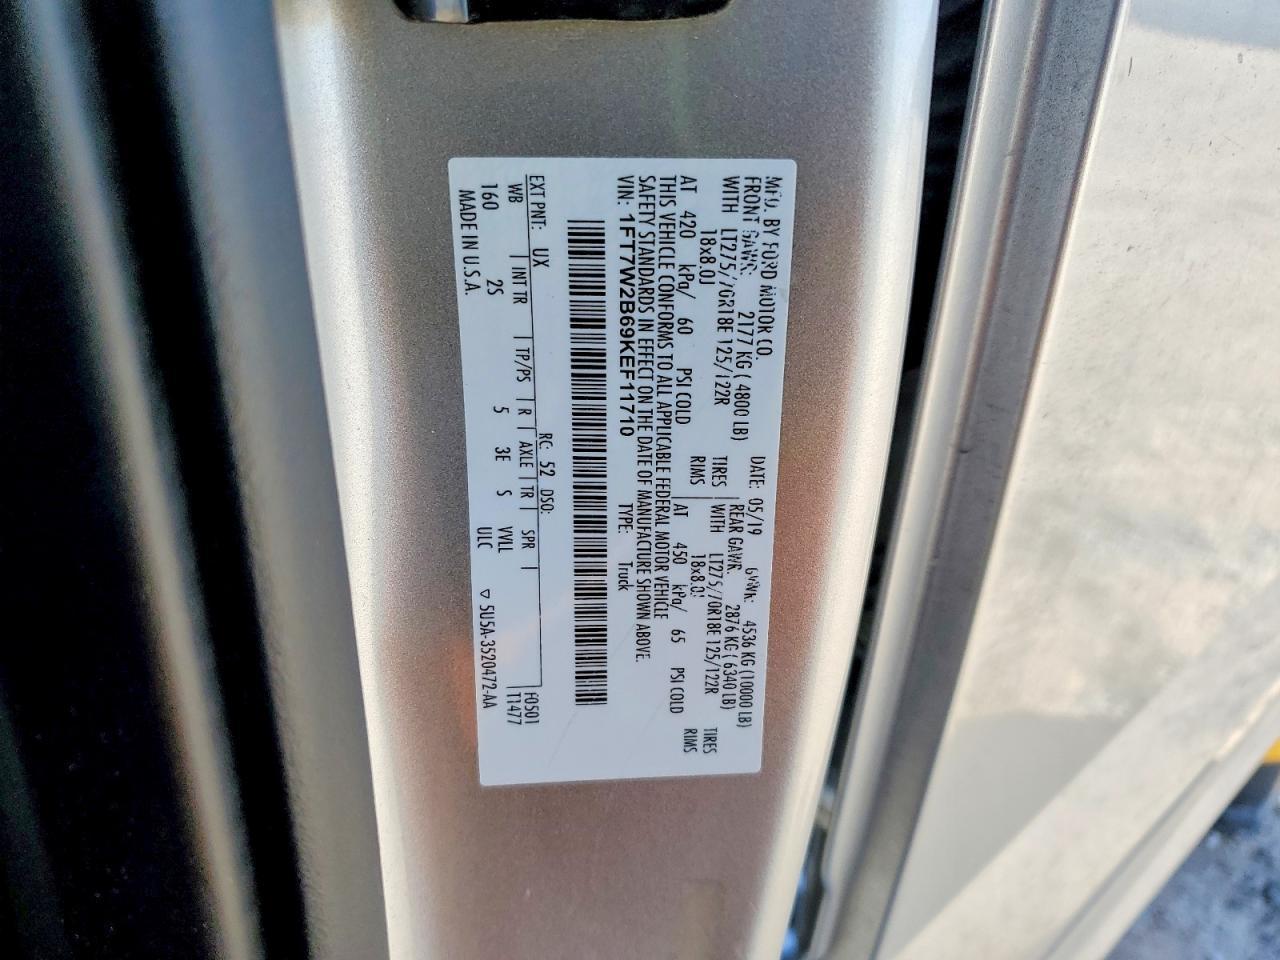 MFD. BY FORD MOTOR CO.
DATE: 05/19 GVWR: 4536 KG (10000 LB)
FRONT GAWR: 2177 KG ( 4800 LB) REAR GAWR: 2876 KG ( 6340 LB)
WITH LT275/70R18E 125/122R TIRES WITH LT275/70R18E 125/122R TIRES
18x8.0J RIMS 18x8.0J RIMS
AT 420 kPa/ 60 PSI COLD AT 450 kPa/ 65 PSI COLD
THIS VEHICLE CONFORMS TO ALL APPLICABLE FEDERAL MOTOR VEHICLE
SAFETY STANDARDS IN EFFECT ON THE DATE OF MANUFACTURE SHOWN ABOVE.
VIN: 1FT7W2B69KEF11710 TYPE: Truck
F0501
T1477
EXT PNT: UX RC: 52 DSO:
WB INT TR TP/PS R AXLE TR SPR
160 2S 5 3E S VVLL
MADE IN U.S.A. ULC
5U5A-3520472-AA